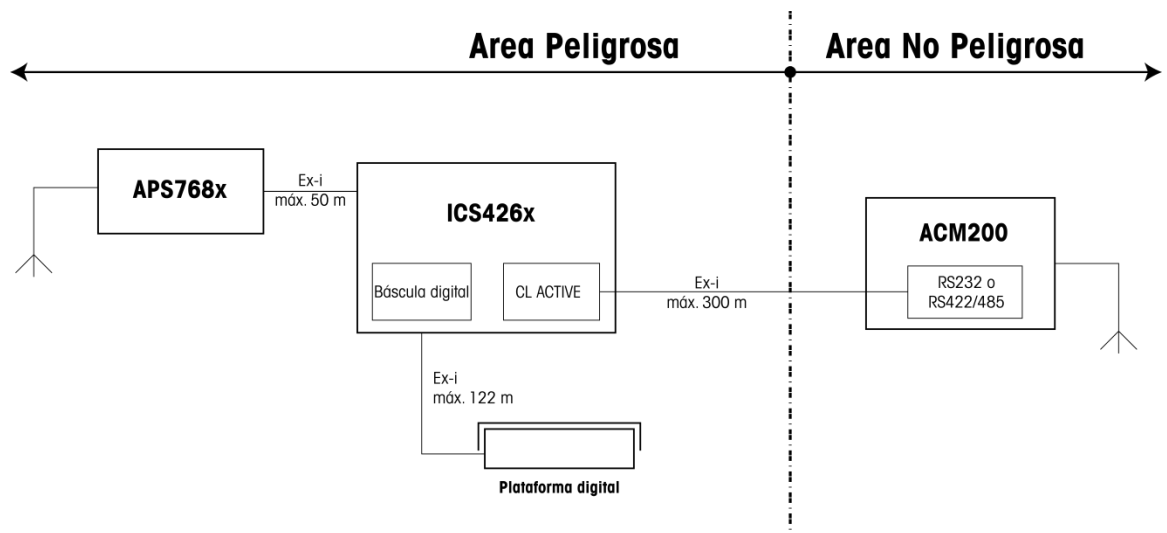 Area Peligrosa
Area No Peligrosa
APS768x
Ex-i
máx. 50 m
ICS426x
Báscula digital
CL ACTIVE
Ex-i
máx. 300 m
ACM200
RS232 o
RS422/485
Ex-i
máx. 122 m
Plataforma digital